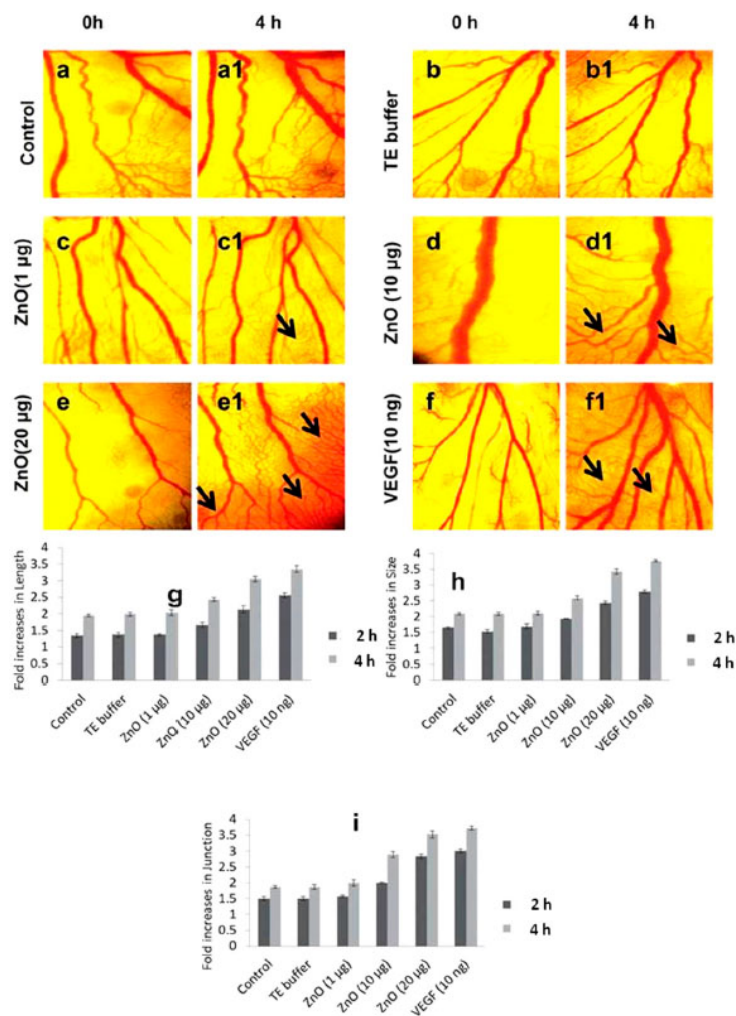 0h 4 h 0 h 4 h
Control a a1
TE buffer b b1
ZnO(1 µg) c c1
ZnO (10 µg) d d1
ZnO(20 µg) e e1
VEGF(10 ng) f f1
g
Fold increases in Length
3.5
3
2.5
2
1.5
1
0.5
0
Control
TE buffer
ZnO (1 µg)
ZnO (10 µg)
ZnO (20 µg)
VEGF (10 ng)
2 h
4 h
h
Fold increases in Size
4
3.5
3
2.5
2
1.5
1
0.5
0
Control
TE buffer
ZnO (1 µg)
ZnO (10 µg)
ZnO (20 µg)
VEGF (10 ng)
2 h
4 h
i
Fold increases in Junction
4
3.5
3
2.5
2
1.5
1
0.5
0
Control
TE buffer
ZnO (1 µg)
ZnO (10 µg)
ZnO (20 µg)
VEGF (10 ng)
2 h
4 h